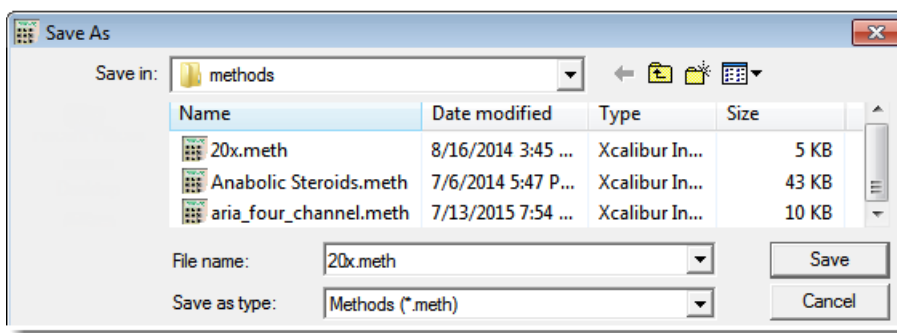 Save As
Save in: methods
Name Date modified Type Size
20x.meth 8/16/2014 3:45 ... Xcalibur In... 5 KB
Anabolic Steroids.meth 7/6/2014 5:47 P... Xcalibur In... 43 KB
aria_four_channel.meth 7/13/2015 7:54 ... Xcalibur In... 10 KB
File name: 20x.meth Save
Save as type: Methods (*.meth) Cancel